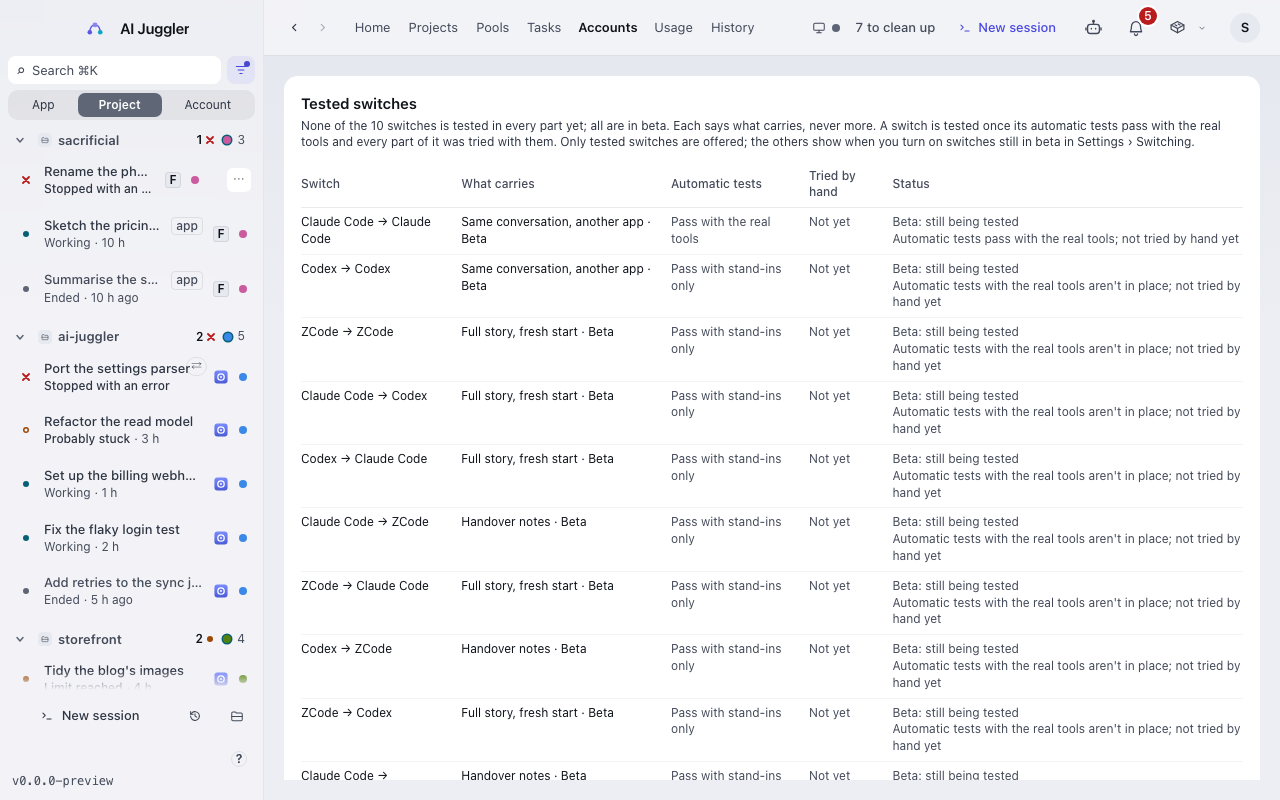 AI Juggler
Search ⌘K
App Project Account
sacrificial 1 3
Rename the ph... F
Stopped with an ...
Sketch the pricin... app F
Working · 10 h
Summarise the s... app F
Ended · 10 h ago
ai-juggler 2 5
Port the settings parser
Stopped with an error
Refactor the read model
Probably stuck · 3 h
Set up the billing webh...
Working · 1 h
Fix the flaky login test
Working · 2 h
Add retries to the sync j...
Ended · 5 h ago
storefront 2 4
Tidy the blog's images
Limit reached · 4 h
New session
?
v0.0.0-preview
Home Projects Pools Tasks Accounts Usage History 7 to clean up New session 5 S
Tested switches
None of the 10 switches is tested in every part yet; all are in beta. Each says what carries, never more. A switch is tested once its automatic tests pass with the real
tools and every part of it was tried with them. Only tested switches are offered; the others show when you turn on switches still in beta in Settings › Switching.
Switch What carries Automatic tests Tried by
hand Status
Claude Code → Claude
Code
Same conversation, another app ·
Beta
Pass with the real
tools
Not yet
Beta: still being tested
Automatic tests pass with the real tools; not tried by hand yet
Codex → Codex
Same conversation, another app ·
Beta
Pass with stand-ins
only
Not yet
Beta: still being tested
Automatic tests with the real tools aren't in place; not tried by
hand yet
ZCode → ZCode
Full story, fresh start · Beta
Pass with stand-ins
only
Not yet
Beta: still being tested
Automatic tests with the real tools aren't in place; not tried by
hand yet
Claude Code → Codex
Full story, fresh start · Beta
Pass with stand-ins
only
Not yet
Beta: still being tested
Automatic tests with the real tools aren't in place; not tried by
hand yet
Codex → Claude Code
Full story, fresh start · Beta
Pass with stand-ins
only
Not yet
Beta: still being tested
Automatic tests with the real tools aren't in place; not tried by
hand yet
Claude Code → ZCode
Handover notes · Beta
Pass with stand-ins
only
Not yet
Beta: still being tested
Automatic tests with the real tools aren't in place; not tried by
hand yet
ZCode → Claude Code
Full story, fresh start · Beta
Pass with stand-ins
only
Not yet
Beta: still being tested
Automatic tests with the real tools aren't in place; not tried by
hand yet
Codex → ZCode
Handover notes · Beta
Pass with stand-ins
only
Not yet
Beta: still being tested
Automatic tests with the real tools aren't in place; not tried by
hand yet
ZCode → Codex
Full story, fresh start · Beta
Pass with stand-ins
only
Not yet
Beta: still being tested
Automatic tests with the real tools aren't in place; not tried by
hand yet
Claude Code →
Handover notes · Beta
Pass with stand-ins
Not yet
Beta: still being tested